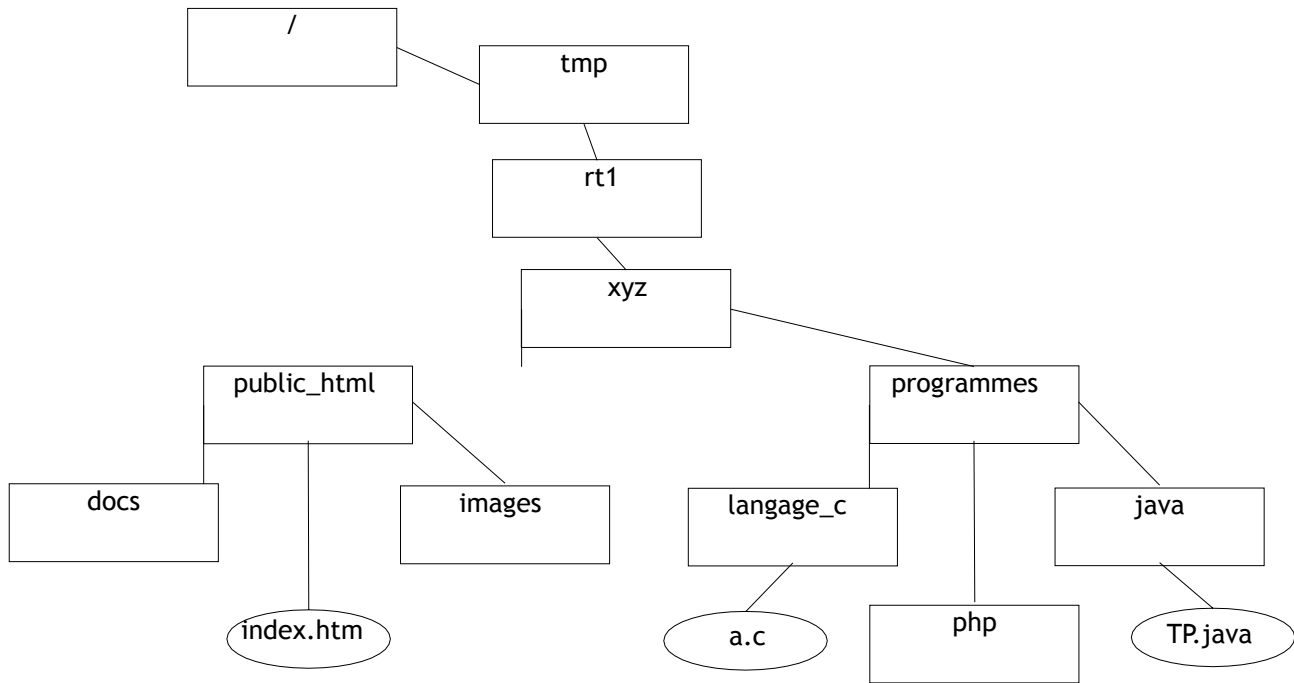 /
tmp
rt1
xyz
public_html
programmes
docs
images
langage_c
java
index.htm
a.c
php
TP.java